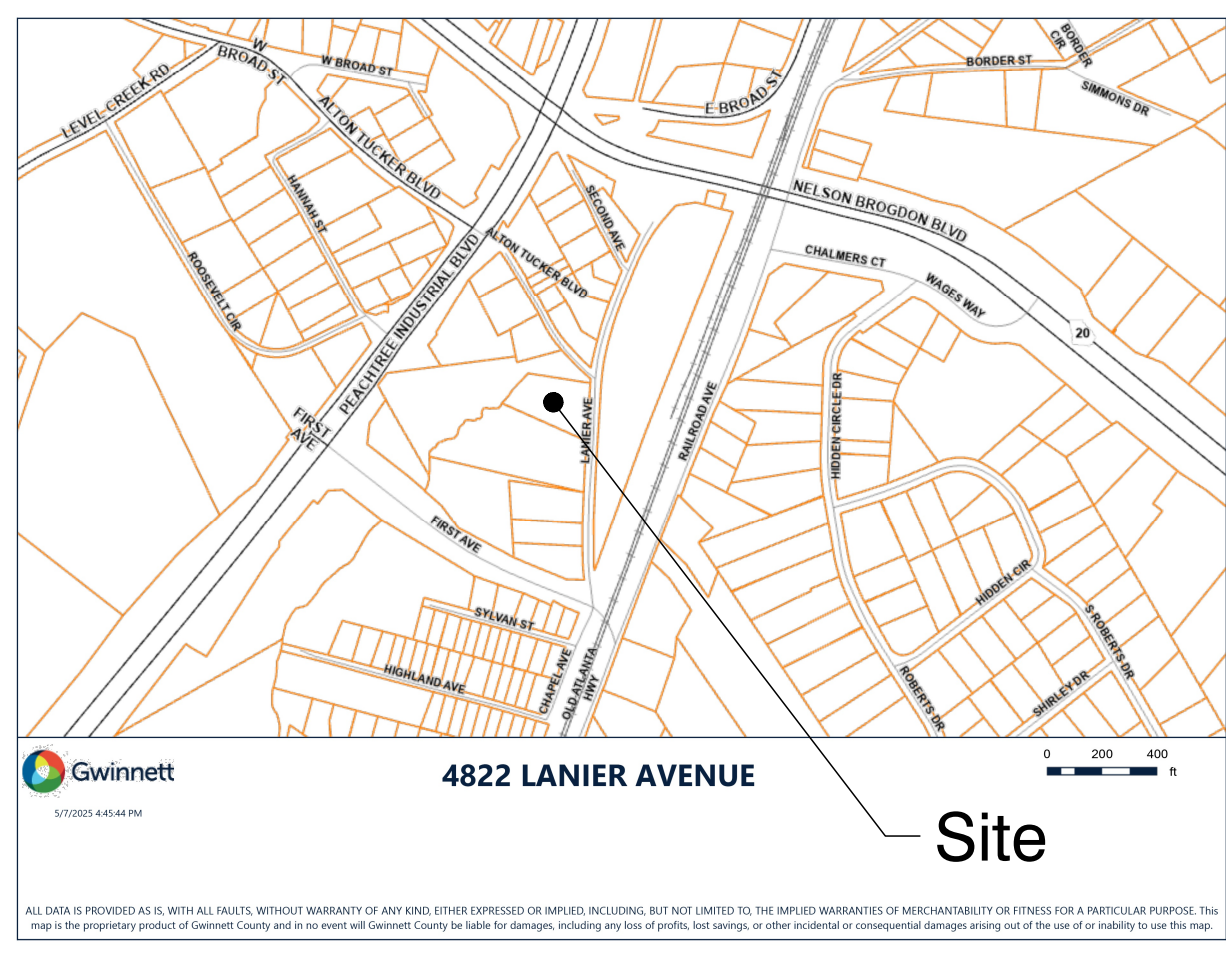 W
BROAD ST
W BROAD ST
LEVEL CREEK RD
ALTON TUCKER BLVD
E BROAD ST
BORDER ST
BORDER
CIR
SIMMONS DR
HANNAH ST
SECOND AVE
NELSON BROGDON BLVD
ROOSEVELT CIR
ALTON TUCKER BLVD
CHALMERS CT
WAGES WAY
20
PEACHTREE INDUSTRIAL BLVD
FIRST
AVE
LANIER AVE
RAILROAD AVE
HIDDEN CIRCLE DR
FIRST AVE
HIDDEN CIR
SYLVAN ST
S ROBERTS DR
HIGHLAND AVE
CHAPEL AVE
OLD ATLANTA
HWY
ROBERTS DR
SHIRLEY DR
Gwinnett
4822 LANIER AVENUE
0 200 400
ft
5/7/2025 4:45:44 PM
Site
ALL DATA IS PROVIDED AS IS, WITH ALL FAULTS, WITHOUT WARRANTY OF ANY KIND, EITHER EXPRESSED OR IMPLIED, INCLUDING, BUT NOT LIMITED TO, THE IMPLIED WARRANTIES OF MERCHANTABILITY OR FITNESS FOR A PARTICULAR PURPOSE. This
map is the proprietary product of Gwinnett County and in no event will Gwinnett County be liable for damages, including any loss of profits, lost savings, or other incidental or consequential damages arising out of the use of or inability to use this map.